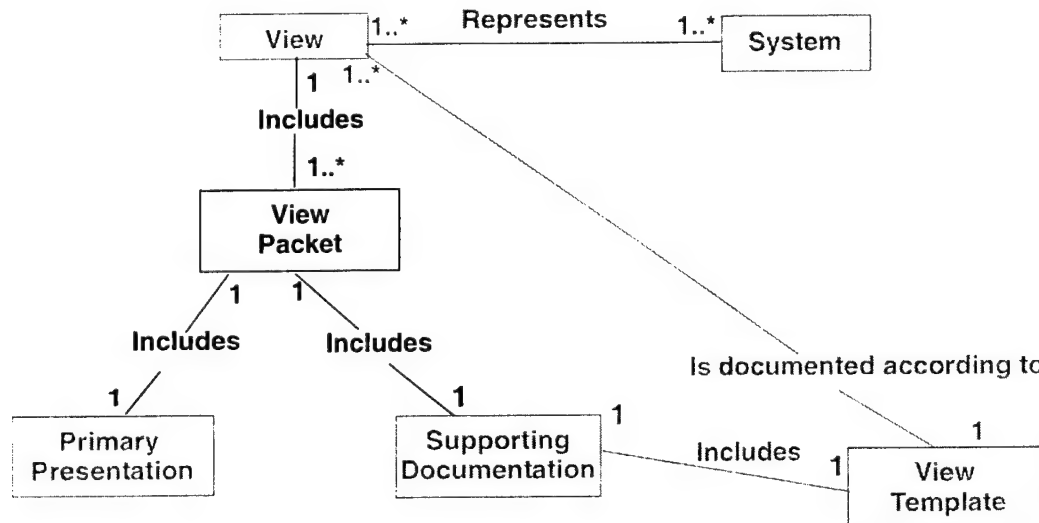 Represents
View
1..*
1..*
System
1..*
1
Includes
1..*
View
Packet
1
1
Includes
Includes
Is documented according to
1
1
1
1
Primary
Presentation
Supporting
Documentation
Includes
1
View
Template